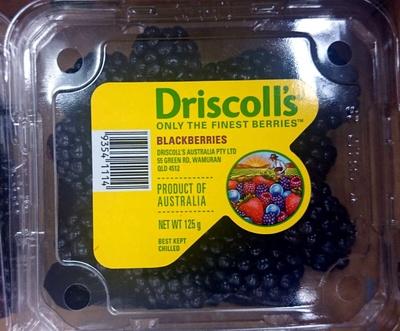 Driscoll's
ONLY THE FINEST BERRIES™
BLACKBERRIES
DRISCOLL'S AUSTRALIA PTY LTD
55 GREEN RD, WAMURAN
QLD 4512
PRODUCT OF
AUSTRALIA
NET WT 125g
BEST KEPT
CHILLED